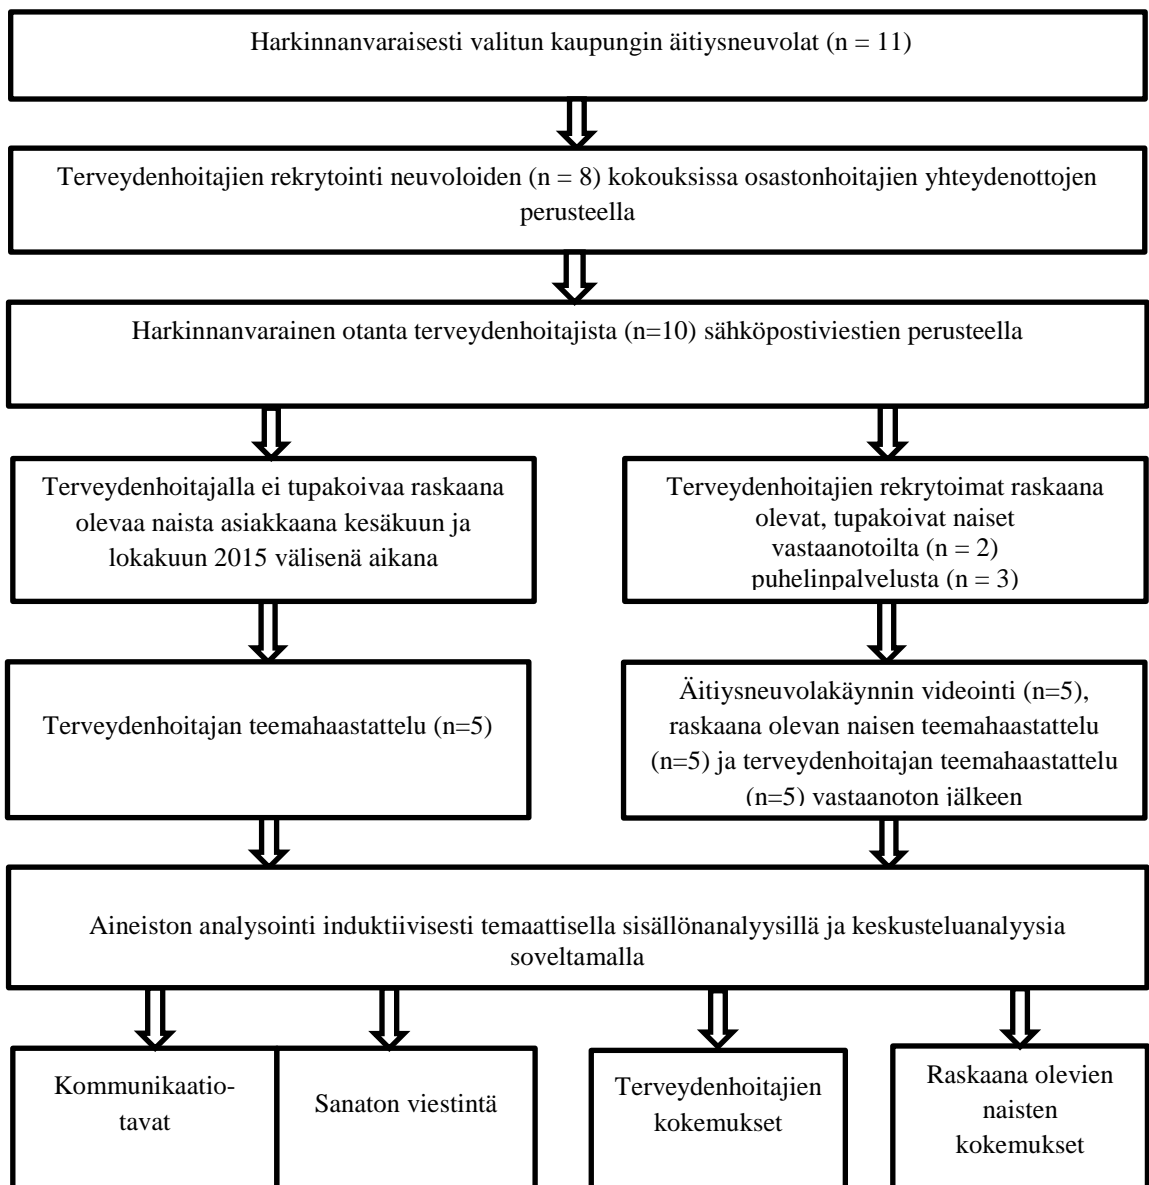 Harkinnanvaraisesti valitun kaupungin äitiysneuvolat (n = 11)
Terveydenhoitajien rekrytointi neuvoloiden (n = 8) kokouksissa osastonhoitajien yhteydenottojen
perusteella
Harkinnanvarainen otanta terveydenhoitajista (n=10) sähköpostiviestien perusteella
Terveydenhoitajalla ei tupakoivaa raskaana
olevaa naista asiakkaana kesäkuun ja
lokakuun 2015 välisenä aikana
Terveydenhoitajien rekrytoimat raskaana
olevat, tupakoivat naiset
vastaanotoilta (n = 2)
puhelinpalvelusta (n = 3)
Terveydenhoitajan teemahaastattelu (n=5)
Äitiysneuvolakäynnin videointi (n=5),
raskaana olevan naisen teemahaastattelu
(n=5) ja terveydenhoitajan teemahaastattelu
(n=5) vastaanoton jälkeen
Aineiston analysointi induktiivisesti temaattisella sisällönanalyysillä ja keskusteluanalyysia
soveltamalla
Kommunikaatio-
tavat
Sanaton viestintä
Terveydenhoitajien
kokemukset
Raskaana olevien
naisten
kokemukset